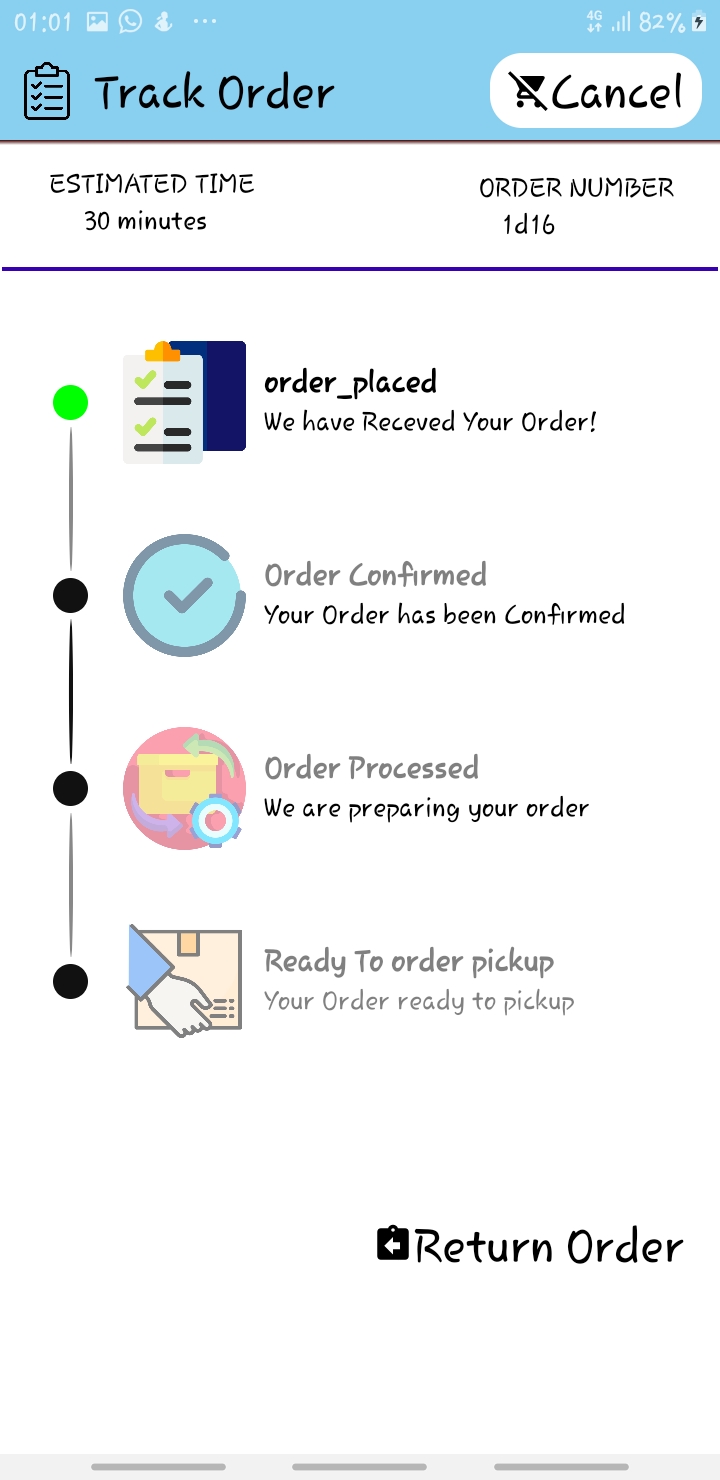 01:01 4G 82%
Track Order Cancel
ESTIMATED TIME ORDER NUMBER
30 minutes 1d16
order_placed
We have Receved Your Order!
Order Confirmed
Your Order has been Confirmed
Order Processed
We are preparing your order
Ready To order pickup
Your Order ready to pickup
Return Order